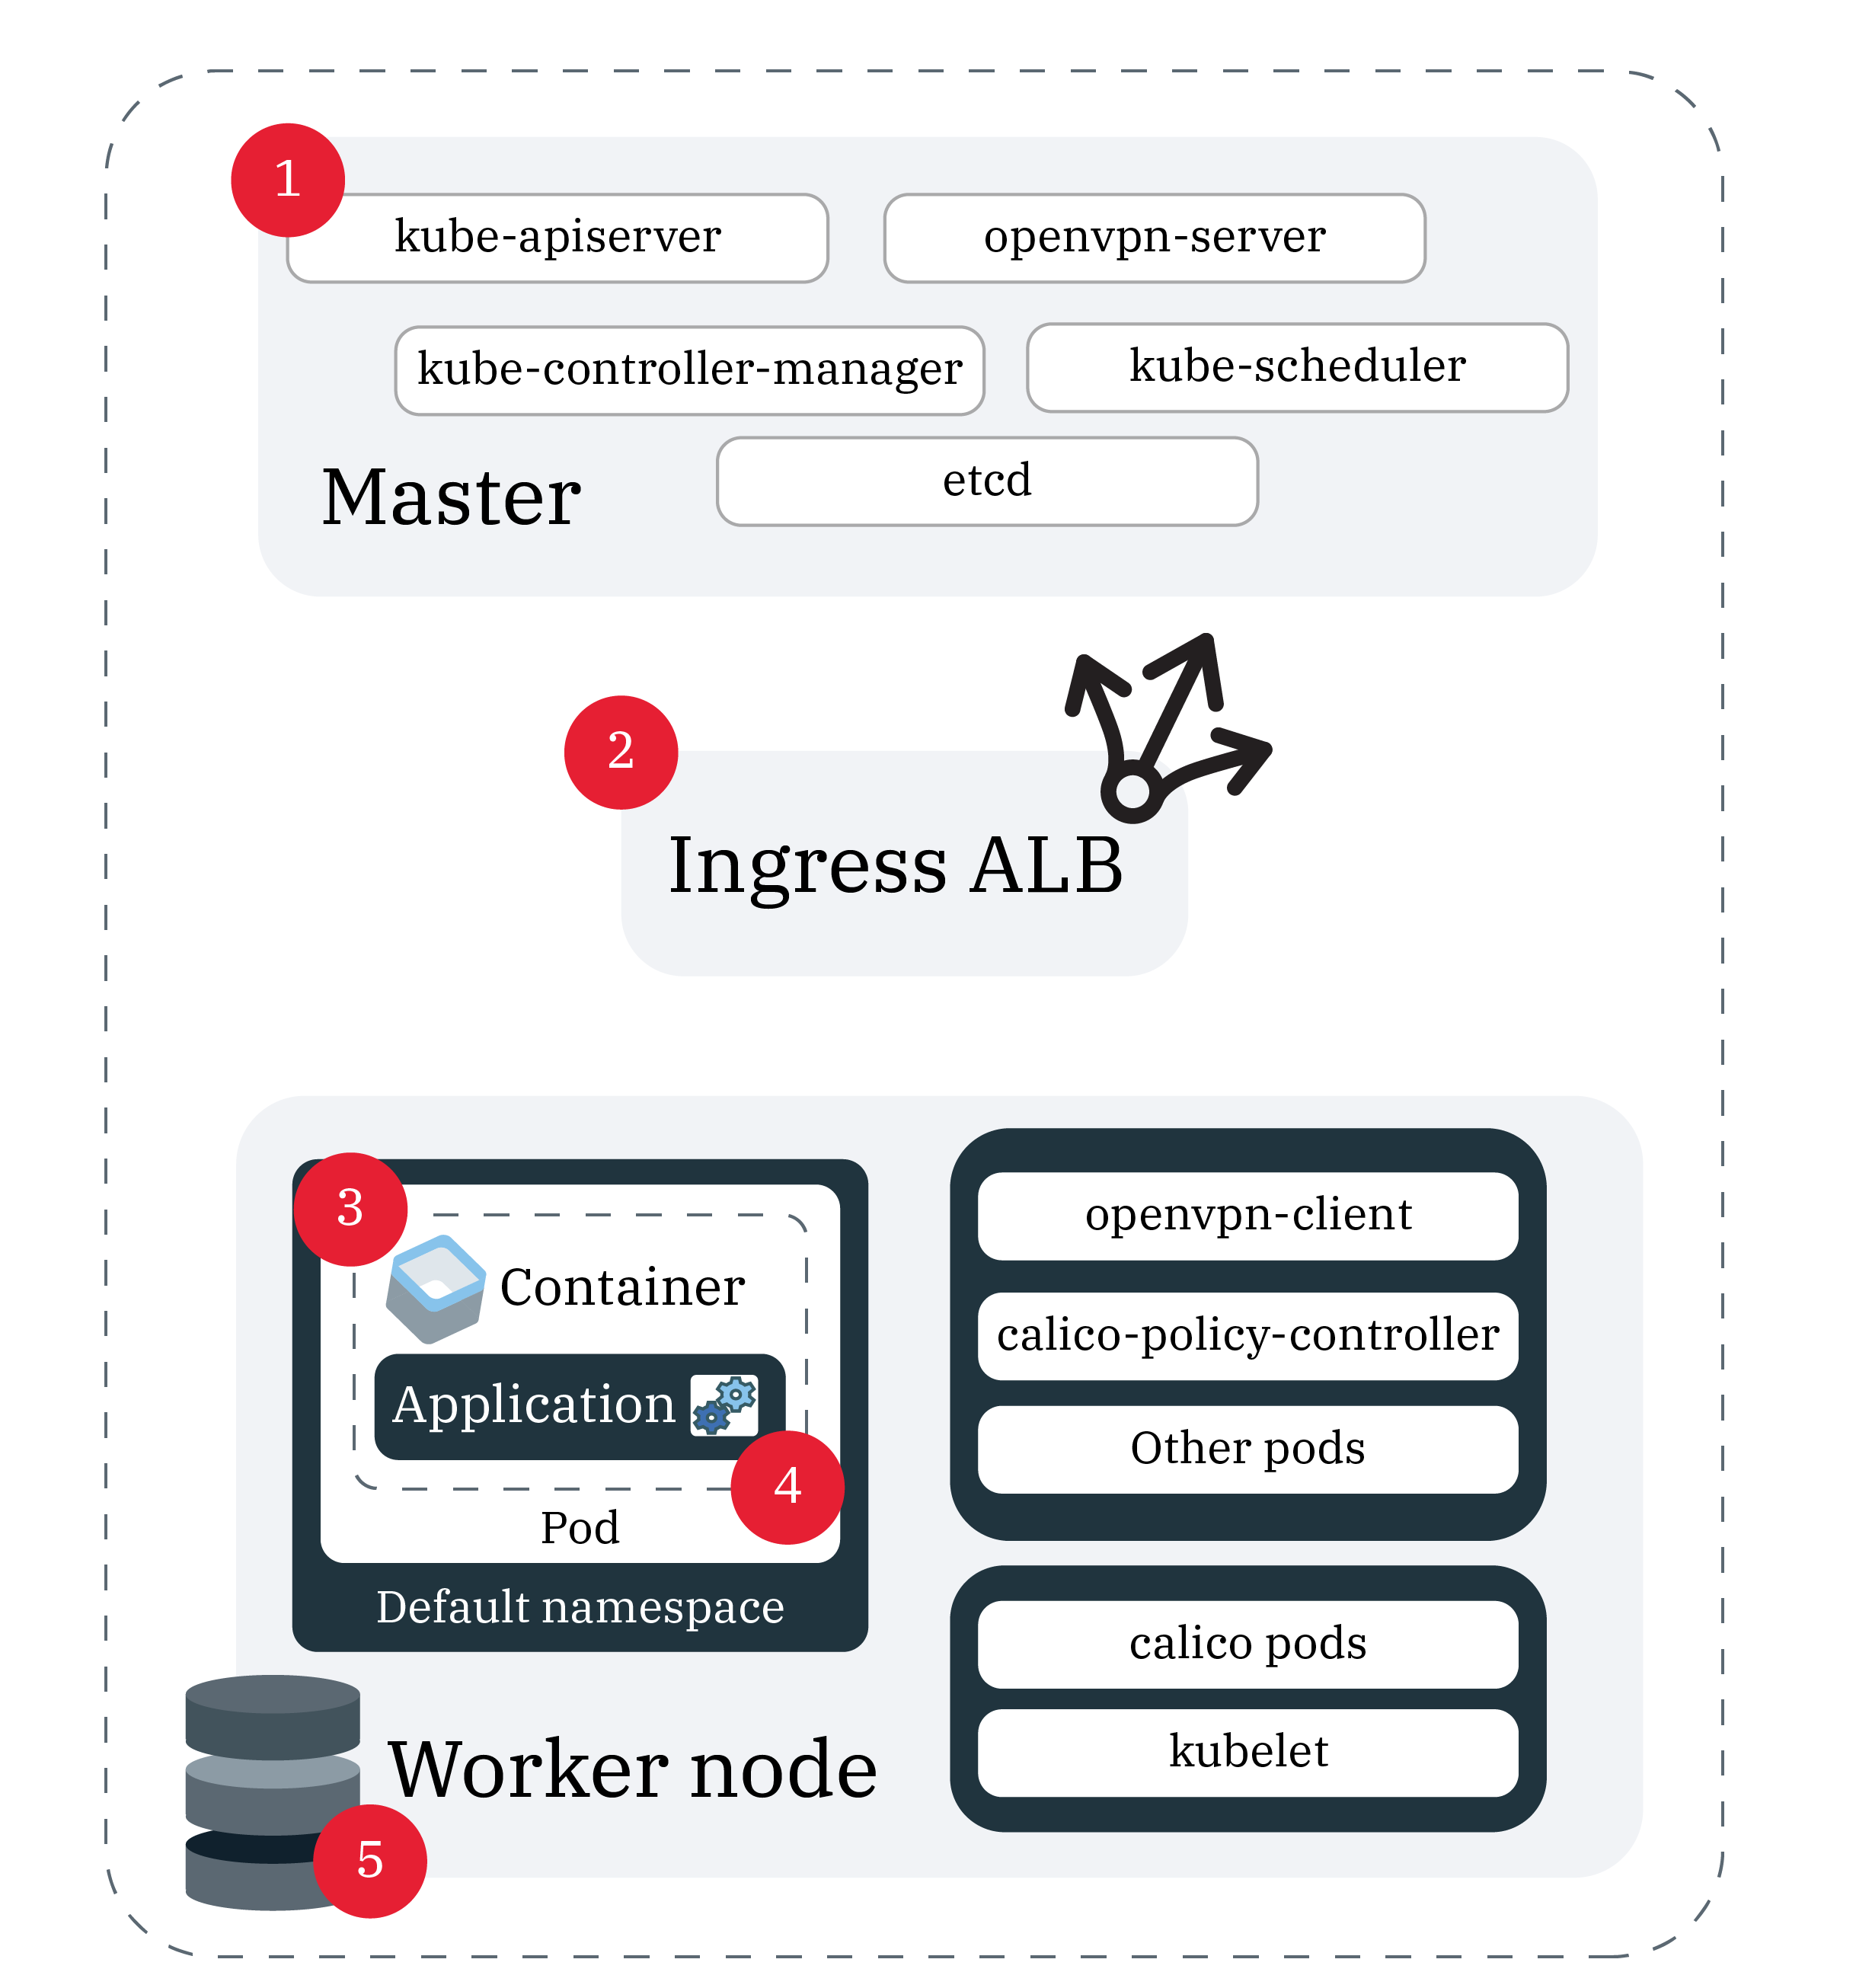 1
kube-apiserver
openvpn-server
kube-controller-manager
kube-scheduler
etcd
Master
2
Ingress ALB
3
Container
Application
4
Pod
Default namespace
openvpn-client
calico-policy-controller
Other pods
calico pods
kubelet
Worker node
5